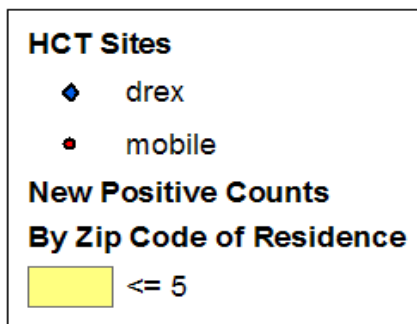 HCT Sites
drex
mobile
New Positive Counts
By Zip Code of Residence
<= 5